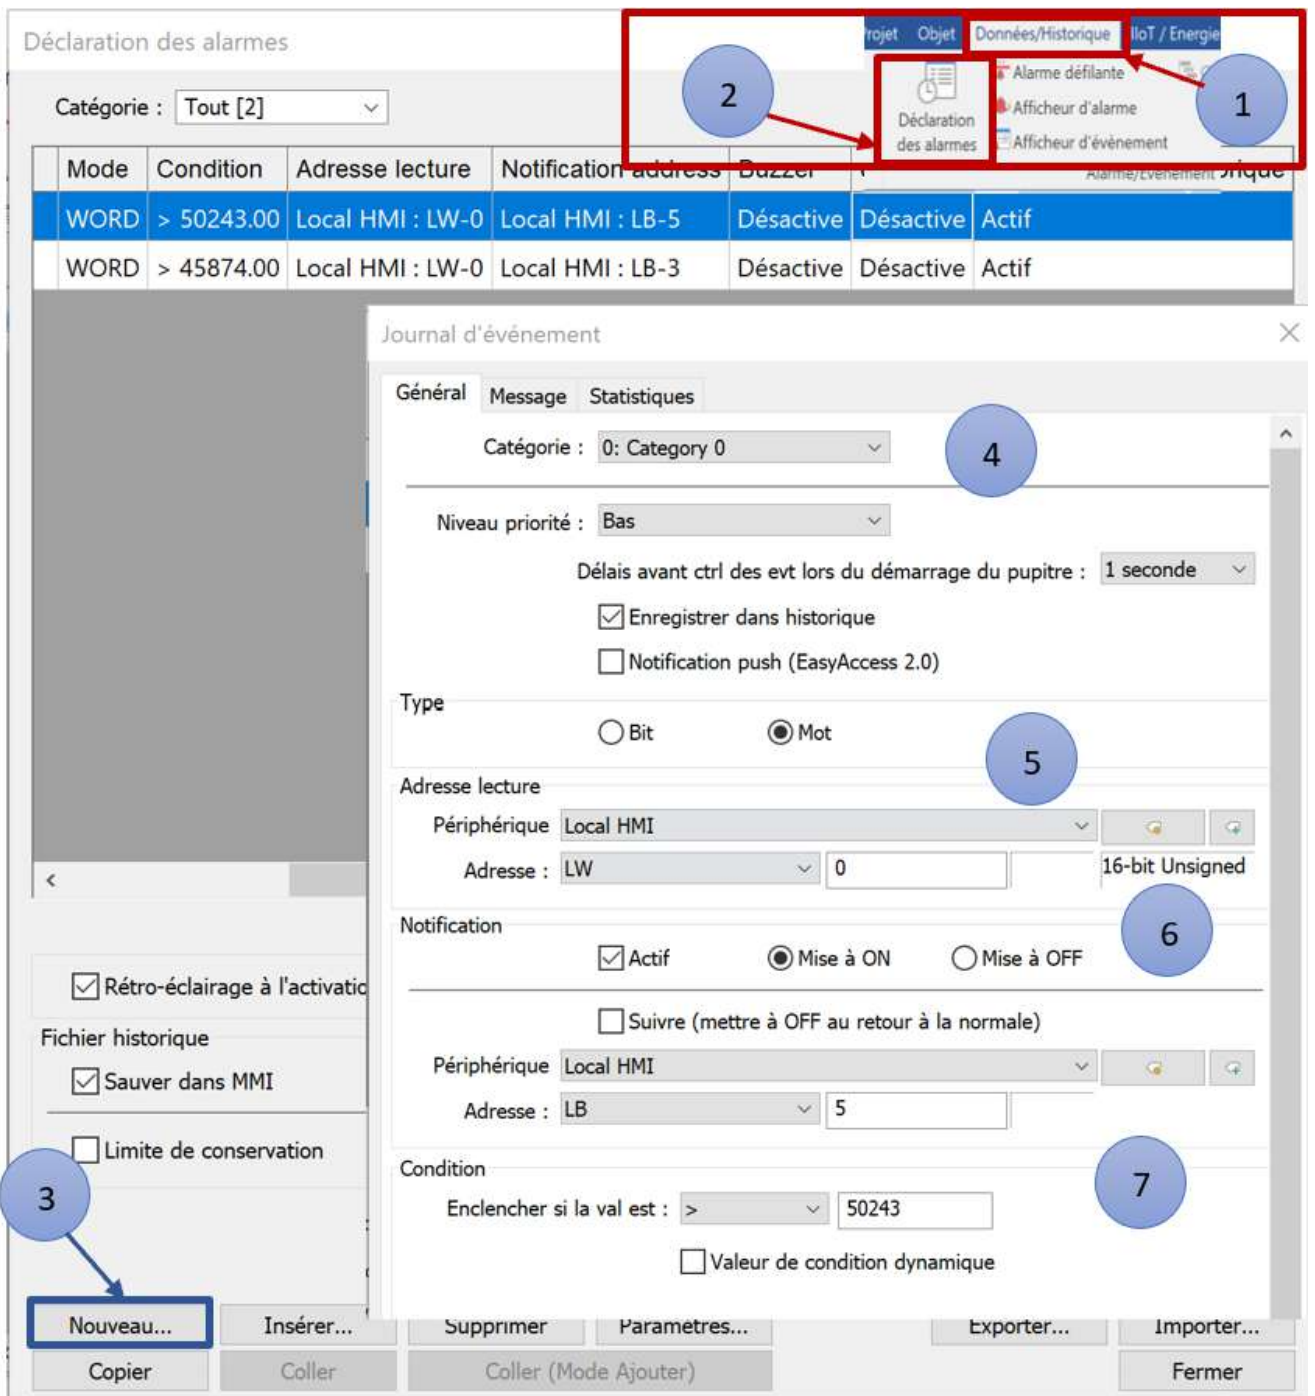 Déclaration des alarmes
Projet Objet Données/Historique IIoT / Energie
Alarme défilante
2
1
Catégorie : Tout [2]
Déclaration des alarmes
Afficheur d'alarme
Afficheur d'évènement
Alarme/Evènement
Mode Condition Adresse lecture Notification address Buzzer
WORD > 50243.00 Local HMI : LW-0 Local HMI : LB-5 Désactive Désactive Actif
WORD > 45874.00 Local HMI : LW-0 Local HMI : LB-3 Désactive Désactive Actif
Journal d'événement
Général Message Statistiques
Catégorie : 0: Category 0
4
Niveau priorité : Bas
Délais avant ctrl des evt lors du démarrage du pupitre : 1 seconde
Enregistrer dans historique
Notification push (EasyAccess 2.0)
Type
Bit Mot
5
Adresse lecture
Périphérique Local HMI
Adresse : LW 0 16-bit Unsigned
Notification
6
Actif Mise à ON Mise à OFF
Suivre (mettre à OFF au retour à la normale)
Périphérique Local HMI
Adresse : LB 5
Condition
7
Enclencher si la val est : > 50243
Valeur de condition dynamique
Rétro-éclairage à l'activatio
Fichier historique
Sauver dans MMI
Limite de conservation
3
Nouveau... Insérer... Supprimer Paramètres... Exporter... Importer...
Copier Coller Coller (Mode Ajouter) Fermer